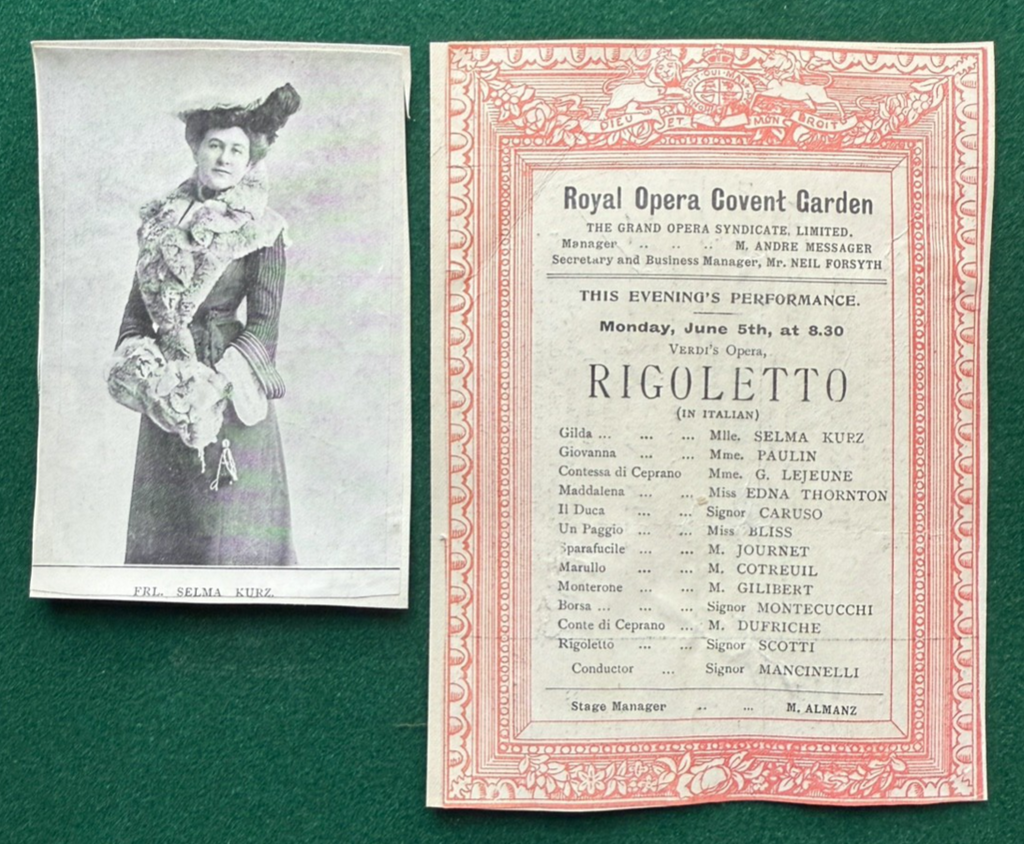 FRL. SELMA KURZ.
DIEU ET MON DROIT
Royal Opera Covent Garden
THE GRAND OPERA SYNDICATE, LIMITED.
Manager .. .. .. M. ANDRE MESSAGER
Secretary and Business Manager, Mr. NEIL FORSYTH
THIS EVENING'S PERFORMANCE.
Monday, June 5th, at 8.30
VERDI'S Opera,
RIGOLETTO
(IN ITALIAN)
Gilda ... ... ... Mlle. SELMA KURZ
Giovanna ... ... Mme. PAULIN
Contessa di Ceprano Mme. G. LEJEUNE
Maddalena ... ... Miss EDNA THORNTON
Il Duca ... ... Signor CARUSO
Un Paggio ... ... Miss BLISS
Sparafucile ... ... M. JOURNET
Marullo ... ... M. COTREUIL
Monterone ... ... M. GILIBERT
Borsa ... ... ... Signor MONTECUCCHI
Conte di Ceprano ... M. DUFRICHE
Rigoletto ... ... Signor SCOTTI
Conductor ... Signor MANCINELLI
Stage Manager .. ... M. ALMANZ